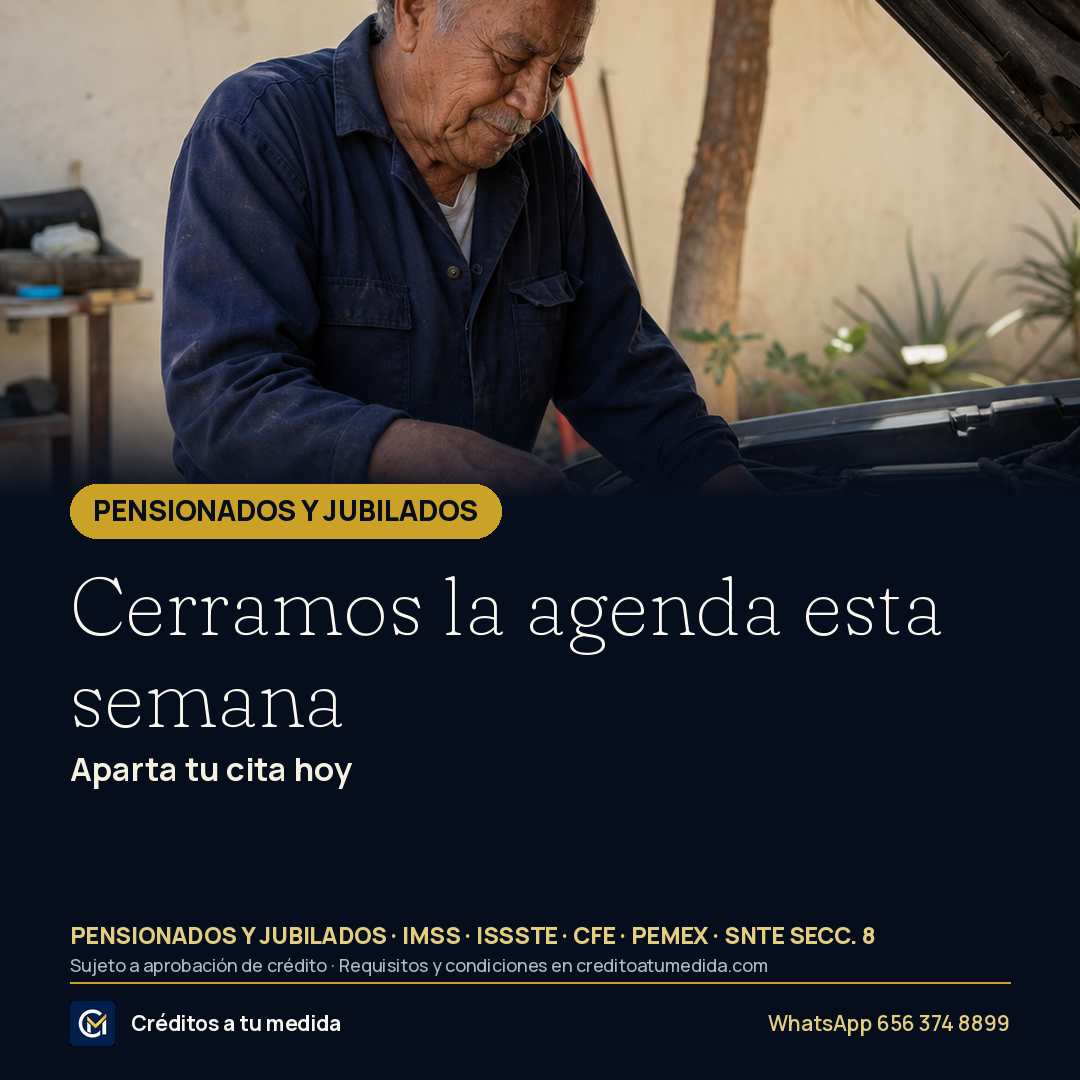 PENSIONADOS Y JUBILADOS
Cerramos la agenda esta
semana
Aparta tu cita hoy
PENSIONADOS Y JUBILADOS · IMSS · ISSSTE · CFE · PEMEX · SNTE SECC. 8
Sujeto a aprobación de crédito · Requisitos y condiciones en creditoatumedida.com
Créditos a tu medida
WhatsApp 656 374 8899